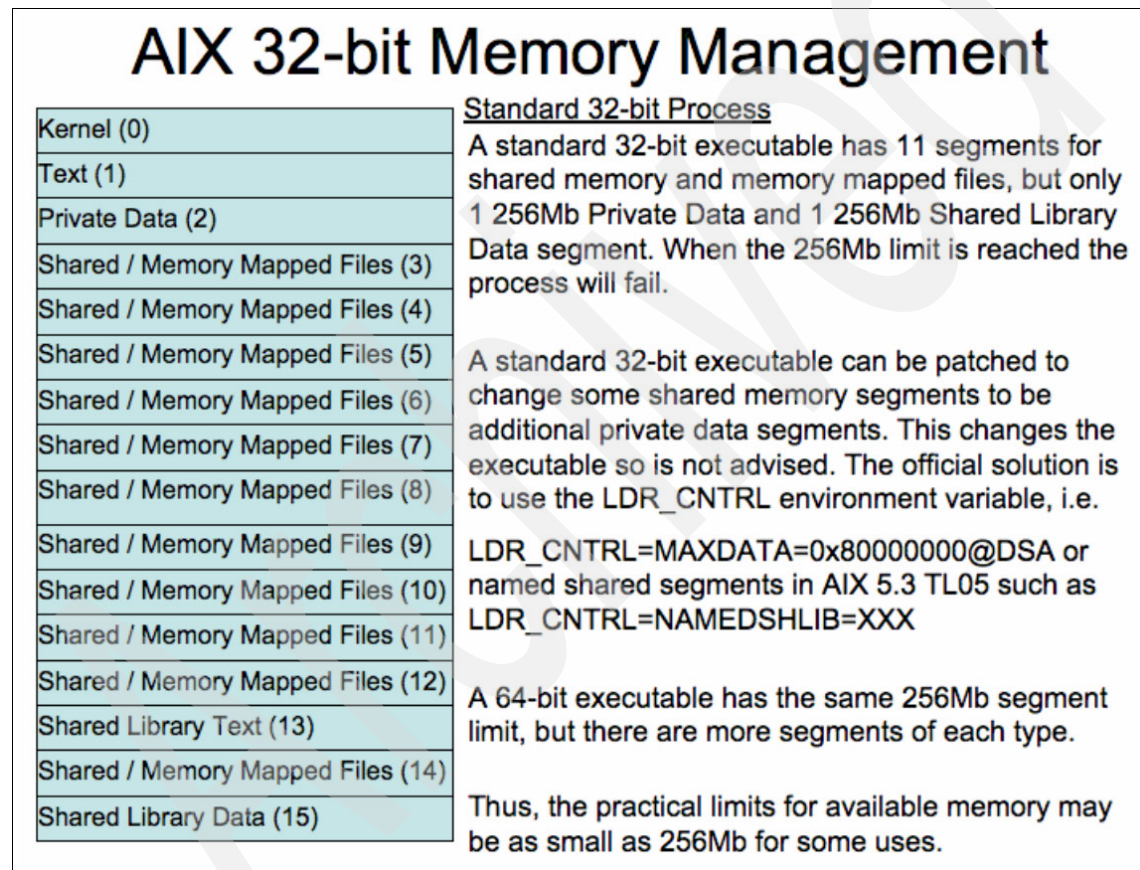 AIX 32-bit Memory Management
Kernel (0)
Text (1)
Private Data (2)
Shared / Memory Mapped Files (3)
Shared / Memory Mapped Files (4)
Shared / Memory Mapped Files (5)
Shared / Memory Mapped Files (6)
Shared / Memory Mapped Files (7)
Shared / Memory Mapped Files (8)
Shared / Memory Mapped Files (9)
Shared / Memory Mapped Files (10)
Shared / Memory Mapped Files (11)
Shared / Memory Mapped Files (12)
Shared Library Text (13)
Shared / Memory Mapped Files (14)
Shared Library Data (15)
Standard 32-bit Process
A standard 32-bit executable has 11 segments for
shared memory and memory mapped files, but only
1 256Mb Private Data and 1 256Mb Shared Library
Data segment. When the 256Mb limit is reached the
process will fail.
A standard 32-bit executable can be patched to
change some shared memory segments to be
additional private data segments. This changes the
executable so is not advised. The official solution is
to use the LDR_CNTRL environment variable, i.e.
LDR_CNTRL=MAXDATA=0x80000000@DSA or
named shared segments in AIX 5.3 TL05 such as
LDR_CNTRL=NAMEDSHLIB=XXX
A 64-bit executable has the same 256Mb segment
limit, but there are more segments of each type.
Thus, the practical limits for available memory may
be as small as 256Mb for some uses.